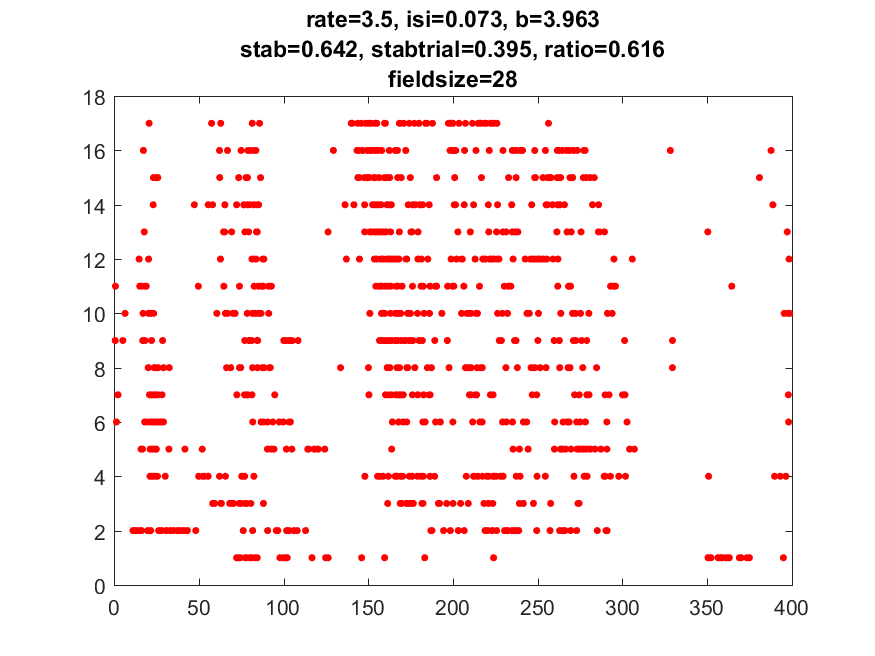 rate=3.5, isi=0.073, b=3.963
stab=0.642, stabtrial=0.395, ratio=0.616
fieldsize=28
18
16
14
12
10
8
6
4
2
0
0 50 100 150 200 250 300 350 400